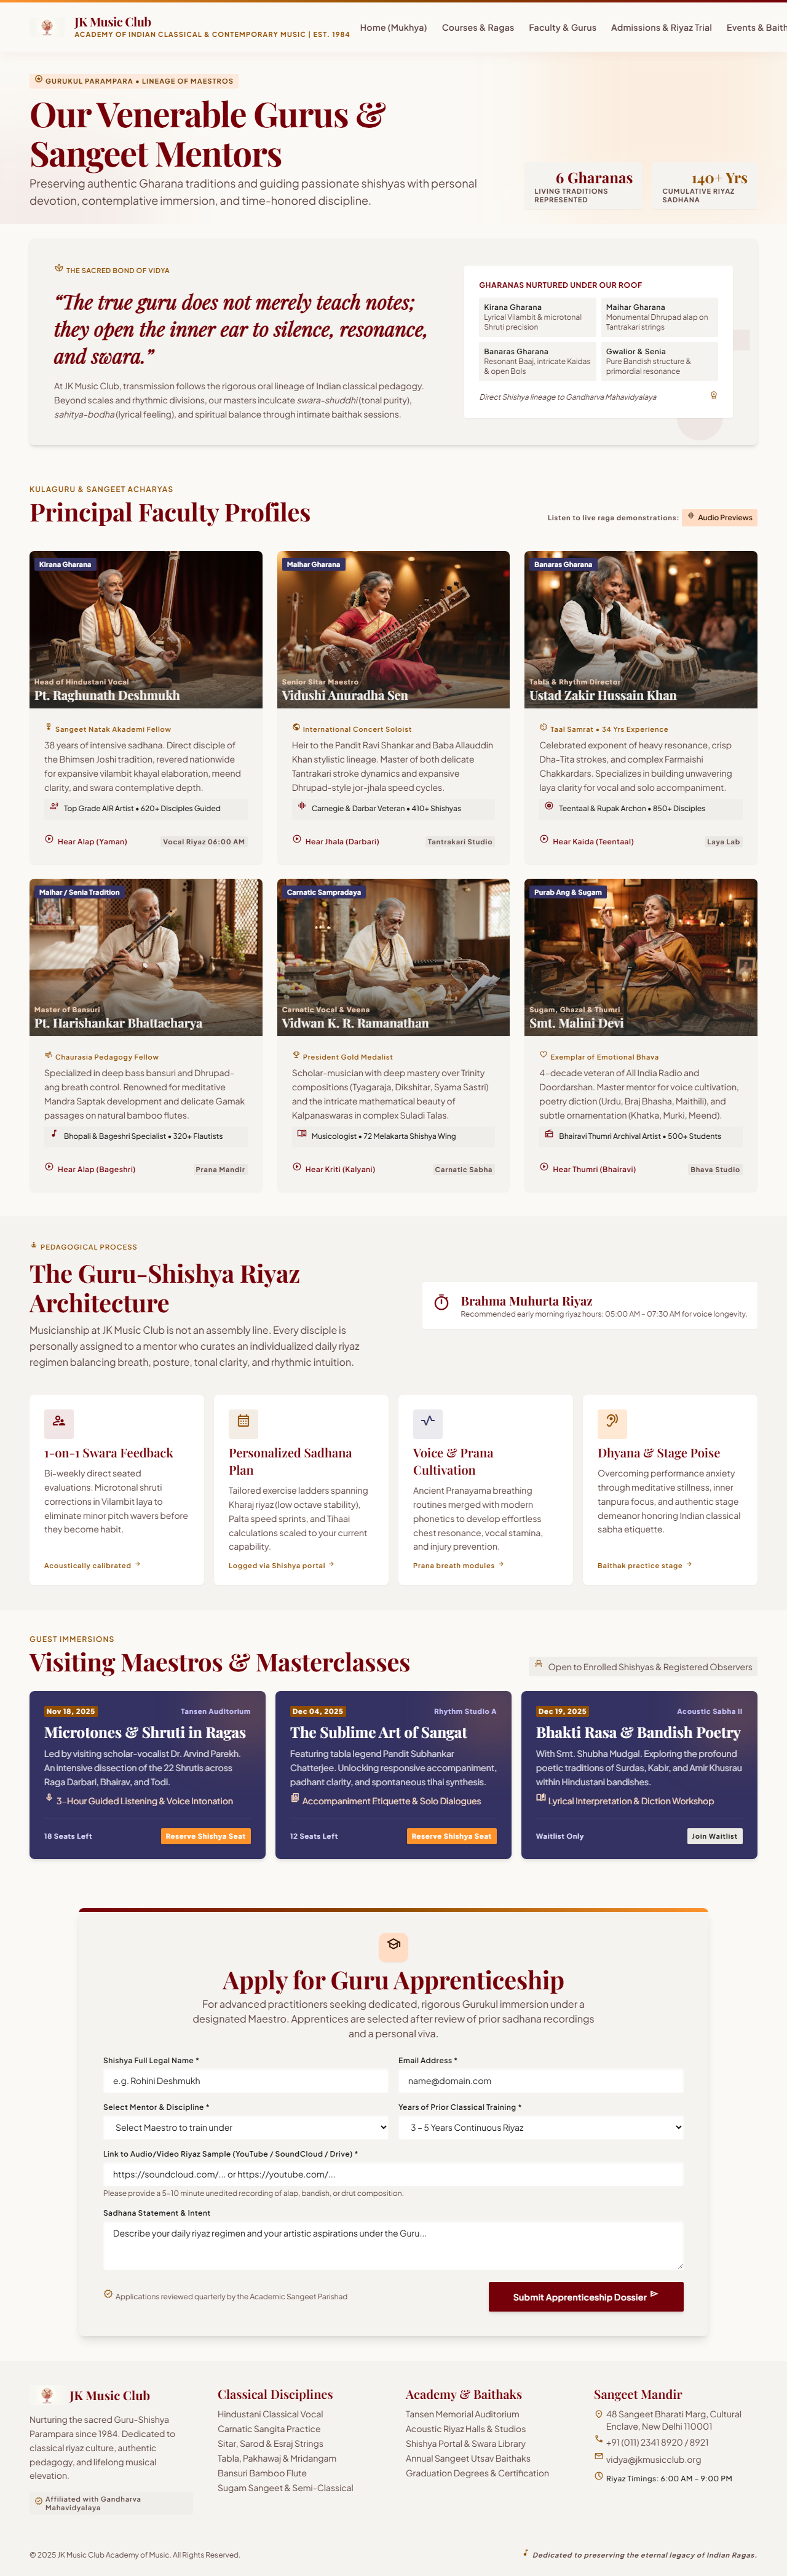 JK Music Club
ACADEMY OF INDIAN CLASSICAL & CONTEMPORARY MUSIC | EST. 1984
Home (Mukhya)
Courses & Ragas
Faculty & Gurus
Admissions & Riyaz Trial
Events & Baith
GURUKUL PARAMPARA • LINEAGE OF MAESTROS
Our Venerable Gurus &
Sangeet Mentors
Preserving authentic Gharana traditions and guiding passionate shishyas with personal
devotion, contemplative immersion, and time-honored discipline.
6 Gharanas
LIVING TRADITIONS
REPRESENTED
140+ Yrs
CUMULATIVE RIYAZ
SADHANA
THE SACRED BOND OF VIDYA
“The true guru does not merely teach notes;
they open the inner ear to silence, resonance,
and swara.”
At JK Music Club, transmission follows the rigorous oral lineage of Indian classical pedagogy.
Beyond scales and rhythmic divisions, our masters inculcate swara-shuddhi (tonal purity),
sahitya-bodha (lyrical feeling), and spiritual balance through intimate baithak sessions.
GHARANAS NURTURED UNDER OUR ROOF
Kirana Gharana
Lyrical Vilambit & microtonal
Shruti precision
Maihar Gharana
Monumental Dhrupad alap on
Tantrakari strings
Banaras Gharana
Resonant Baaj, intricate Kaidas
& open Bols
Gwalior & Senia
Pure Bandish structure &
primordial resonance
Direct Shishya lineage to Gandharva Mahavidyalaya
KULAGURU & SANGEET ACHARYAS
Principal Faculty Profiles
Listen to live raga demonstrations:
Audio Previews
Kirana Gharana
Head of Hindustani Vocal
Pt. Raghunath Deshmukh
Sangeet Natak Akademi Fellow
38 years of intensive sadhana. Direct disciple of
the Bhimsen Joshi tradition, revered nationwide
for expansive vilambit khayal elaboration, meend
clarity, and swara contemplative depth.
Top Grade AIR Artist • 620+ Disciples Guided
Hear Alap (Yaman)
Vocal Riyaz 06:00 AM
Maihar Gharana
Senior Sitar Maestro
Vidushi Anuradha Sen
International Concert Soloist
Heir to the Pandit Ravi Shankar and Baba Allauddin
Khan stylistic lineage. Master of both delicate
Tantrakari stroke dynamics and expansive
Dhrupad-style jor-jhala speed cycles.
Carnegie & Darbar Veteran • 410+ Shishyas
Hear Jhala (Darbari)
Tantrakari Studio
Banaras Gharana
Tabla & Rhythm Director
Ustad Zakir Hussain Khan
Taal Samrat • 34 Yrs Experience
Celebrated exponent of heavy resonance, crisp
Dha-Tita strokes, and complex Farmaishi
Chakkardars. Specializes in building unwavering
laya clarity for vocal and solo accompaniment.
Teentaal & Rupak Archon • 850+ Disciples
Hear Kaida (Teentaal)
Laya Lab
Maihar / Senia Tradition
Master of Bansuri
Pt. Harishankar Bhattacharya
Chaurasia Pedagogy Fellow
Specialized in deep bass bansuri and Dhrupad-
ang breath control. Renowned for meditative
Mandra Saptak development and delicate Gamak
passages on natural bamboo flutes.
Bhopali & Bageshri Specialist • 320+ Flautists
Hear Alap (Bageshri)
Prana Mandir
Carnatic Sampradaya
Carnatic Vocal & Veena
Vidwan K. R. Ramanathan
President Gold Medalist
Scholar-musician with deep mastery over Trinity
compositions (Tyagaraja, Dikshitar, Syama Sastri)
and the intricate mathematical beauty of
Kalpanaswaras in complex Suladi Talas.
Musicologist • 72 Melakarta Shishya Wing
Hear Kriti (Kalyani)
Carnatic Sabha
Purab Ang & Sugam
Sugam, Ghazal & Thumri
Smt. Malini Devi
Exemplar of Emotional Bhava
4-decade veteran of All India Radio and
Doordarshan. Master mentor for voice cultivation,
poetry diction (Urdu, Braj Bhasha, Maithili), and
subtle ornamentation (Khatka, Murki, Meend).
Bhairavi Thumri Archival Artist • 500+ Students
Hear Thumri (Bhairavi)
Bhava Studio
PEDAGOGICAL PROCESS
The Guru-Shishya Riyaz
Architecture
Musicianship at JK Music Club is not an assembly line. Every disciple is
personally assigned to a mentor who curates an individualized daily riyaz
regimen balancing breath, posture, tonal clarity, and rhythmic intuition.
Brahma Muhurta Riyaz
Recommended early morning riyaz hours: 05:00 AM – 07:30 AM for voice longevity.
1-on-1 Swara Feedback
Bi-weekly direct seated
evaluations. Microtonal shruti
corrections in Vilambit laya to
eliminate minor pitch wavers before
they become habit.
Acoustically calibrated
Personalized Sadhana
Plan
Tailored exercise ladders spanning
Kharaj riyaz (low octave stability),
Palta speed sprints, and Tihaai
calculations scaled to your current
capability.
Logged via Shishya portal
Voice & Prana
Cultivation
Ancient Pranayama breathing
routines merged with modern
phonetics to develop effortless
chest resonance, vocal stamina,
and injury prevention.
Prana breath modules
Dhyana & Stage Poise
Overcoming performance anxiety
through meditative stillness, inner
tanpura focus, and authentic stage
demeanor honoring Indian classical
sabha etiquette.
Baithak practice stage
GUEST IMMERSIONS
Visiting Maestros & Masterclasses
Open to Enrolled Shishyas & Registered Observers
Nov 18, 2025
Tansen Auditorium
Microtones & Shruti in Ragas
Led by visiting scholar-vocalist Dr. Arvind Parekh.
An intensive dissection of the 22 Shrutis across
Raga Darbari, Bhairav, and Todi.
3-Hour Guided Listening & Voice Intonation
18 Seats Left
Reserve Shishya Seat
Dec 04, 2025
Rhythm Studio A
The Sublime Art of Sangat
Featuring tabla legend Pandit Subhankar
Chatterjee. Unlocking responsive accompaniment,
padhant clarity, and spontaneous tihai synthesis.
Accompaniment Etiquette & Solo Dialogues
12 Seats Left
Reserve Shishya Seat
Dec 19, 2025
Acoustic Sabha II
Bhakti Rasa & Bandish Poetry
With Smt. Shubha Mudgal. Exploring the profound
poetic traditions of Surdas, Kabir, and Amir Khusrau
within Hindustani bandishes.
Lyrical Interpretation & Diction Workshop
Waitlist Only
Join Waitlist
Apply for Guru Apprenticeship
For advanced practitioners seeking dedicated, rigorous Gurukul immersion under a
designated Maestro. Apprentices are selected after review of prior sadhana recordings
and a personal viva.
Shishya Full Legal Name *
e.g. Rohini Deshmukh
Email Address *
name@domain.com
Select Mentor & Discipline *
Select Maestro to train under
Years of Prior Classical Training *
3 – 5 Years Continuous Riyaz
Link to Audio/Video Riyaz Sample (YouTube / SoundCloud / Drive) *
https://soundcloud.com/... or https://youtube.com/...
Please provide a 5-10 minute unedited recording of alap, bandish, or drut composition.
Sadhana Statement & Intent
Describe your daily riyaz regimen and your artistic aspirations under the Guru...
Applications reviewed quarterly by the Academic Sangeet Parishad
Submit Apprenticeship Dossier
JK Music Club
Nurturing the sacred Guru-Shishya
Parampara since 1984. Dedicated to
classical riyaz culture, authentic
pedagogy, and lifelong musical
elevation.
Affiliated with Gandharva
Mahavidyalaya
Classical Disciplines
Hindustani Classical Vocal
Carnatic Sangita Practice
Sitar, Sarod & Esraj Strings
Tabla, Pakhawaj & Mridangam
Bansuri Bamboo Flute
Sugam Sangeet & Semi-Classical
Academy & Baithaks
Tansen Memorial Auditorium
Acoustic Riyaz Halls & Studios
Shishya Portal & Swara Library
Annual Sangeet Utsav Baithaks
Graduation Degrees & Certification
Sangeet Mandir
48 Sangeet Bharati Marg, Cultural
Enclave, New Delhi 110001
+91 (011) 2341 8920 / 8921
vidya@jkmusicclub.org
Riyaz Timings: 6:00 AM – 9:00 PM
© 2025 JK Music Club Academy of Music. All Rights Reserved.
Dedicated to preserving the eternal legacy of Indian Ragas.